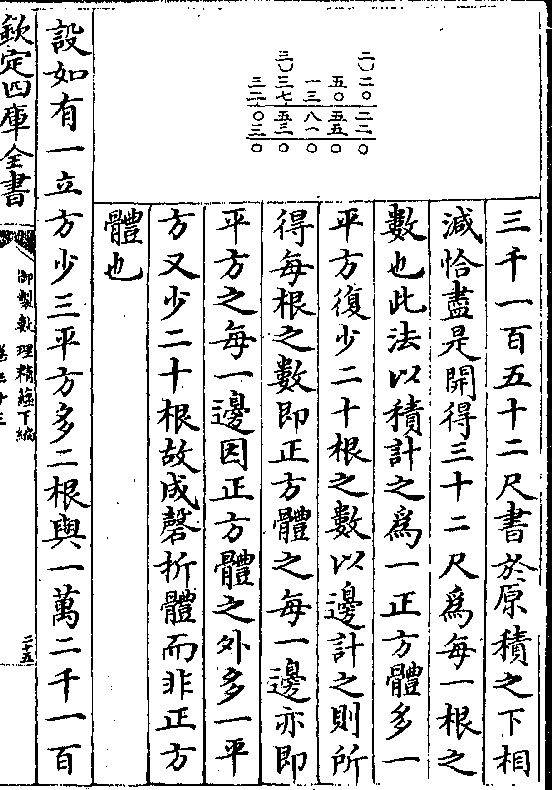 二〇二〇二二〇
五〇五五〇
一三八一〇
三〇三七五三〇
三二〇三〇
三千一百五十二尺書於原積之下相
減恰盡是開得三十二尺爲每一根之
數也此法以積計之爲一正方體多一
平方復少二十根之數以邊計之則所
得每根之數即正方體之每一邊亦即
平方之每一邊因正方體之外多一平
方又少二十根故成磬折體而非正方
體也
設如有一立方少三平方多二根與一萬二千一百
欽定四庫全書
御製數理精蘊下編
卷三十三
二十五